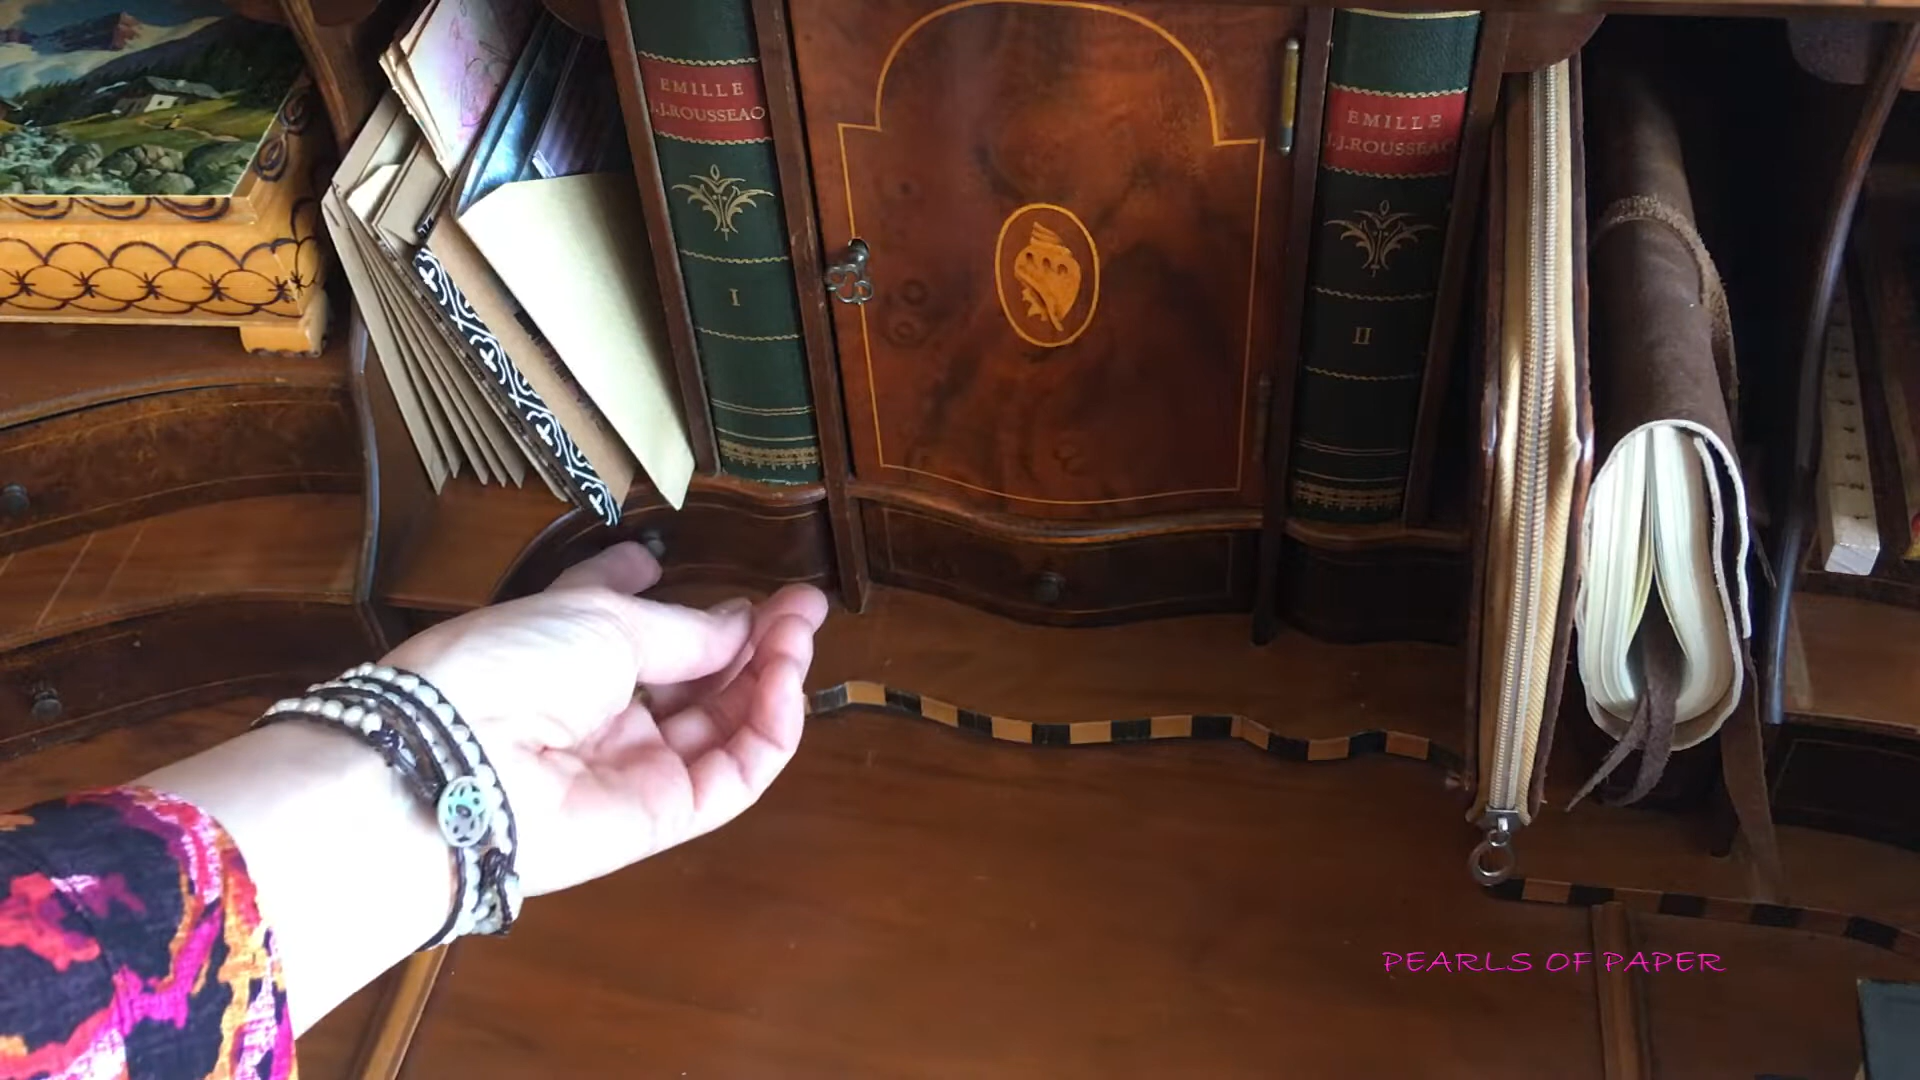 EMILLE
J.J.ROUSSEAO
I
EMILLE
J.J.ROUSSEAO
II
PEARLS OF PAPER